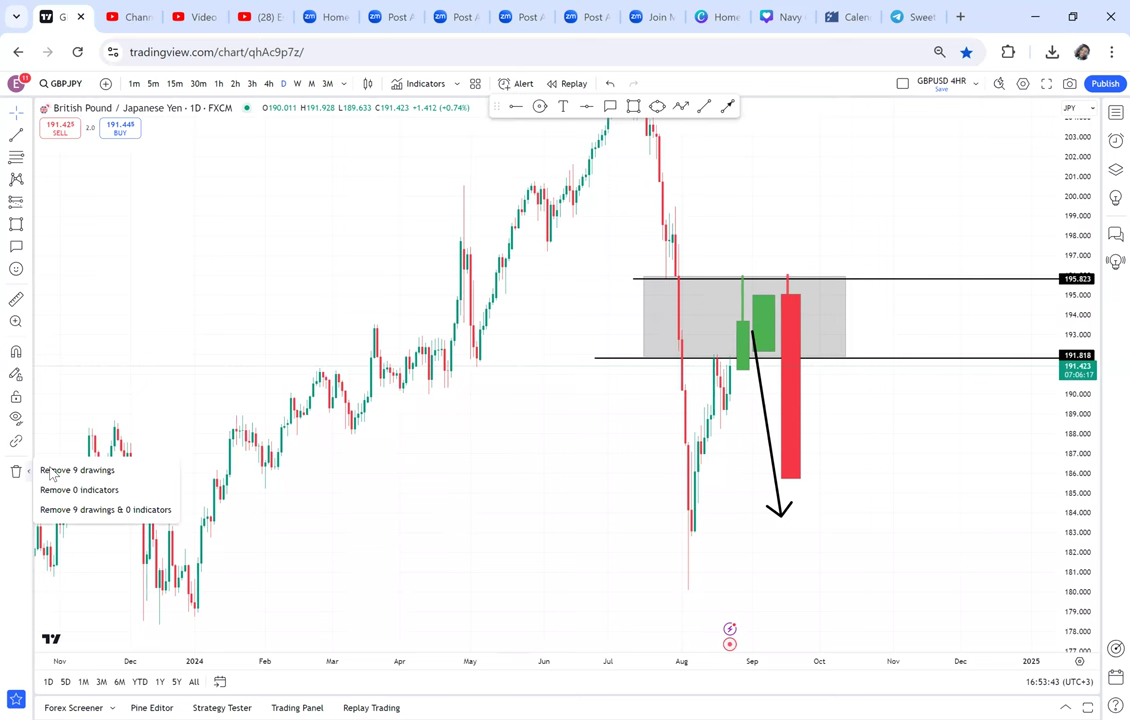 G
Chann
Video
(28) E
Home
Post A
Post A
Post A
Post A
Join M
Home
Navy
Calen
Sweet
tradingview.com/chart/qhAc9p7z/
E 11 GBPJPY 1m 5m 15m 30m 1h 2h 3h 4h D W M 3M Indicators Alert Replay GBPUSD 4HR Save Publish
British Pound / Japanese Yen · 1D · FXCM O190.011 H191.928 L189.633 C191.423 +1.412 (+0.74%)
JPY
191.425 SELL 2.0 191.445 BUY
204.000
203.000
202.000
201.000
200.000
199.000
198.000
197.000
195.823
195.000
194.000
193.000
191.818
191.423
07:06:17
190.000
189.000
188.000
187.000
186.000
185.000
184.000
183.000
182.000
181.000
180.000
179.000
178.000
177.000
Remove 9 drawings
Remove 0 indicators
Remove 9 drawings & 0 indicators
Nov Dec 2024 Feb Mar Apr May Jun Jul Aug Sep Oct Nov Dec 2025
1D 5D 1M 3M 6M YTD 1Y 5Y All
16:53:43 (UTC+3)
Forex Screener Pine Editor Strategy Tester Trading Panel Replay Trading